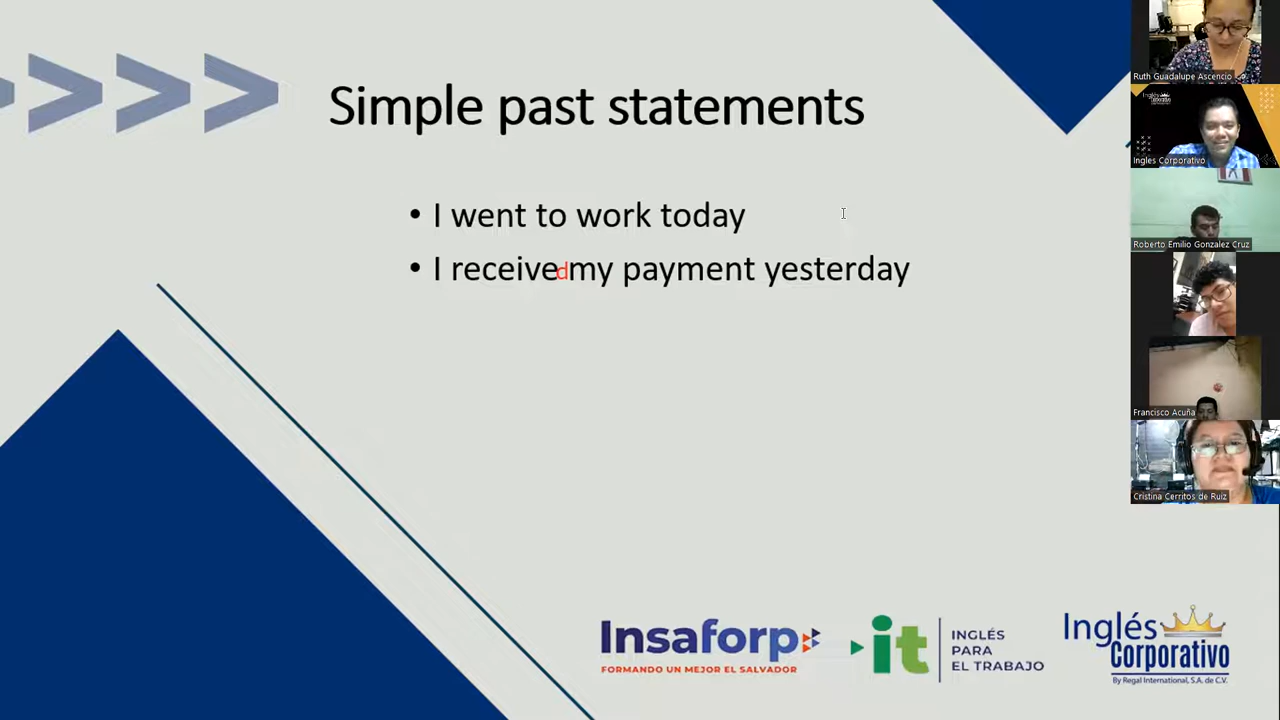 Simple past statements
• I went to work today
• I received my payment yesterday
Insaforp
FORMANDO UN MEJOR EL SALVADOR
it
INGLÉS
PARA
EL TRABAJO
Inglés
Corporativo
By Regal International, S.A. de C.V.
Ruth Guadalupe Ascencio
Inglés Corporativo
Ingles Corporativo
Roberto Emilio Gonzalez Cruz
Francisco Acuña
Cristina Cerritos de Ruiz